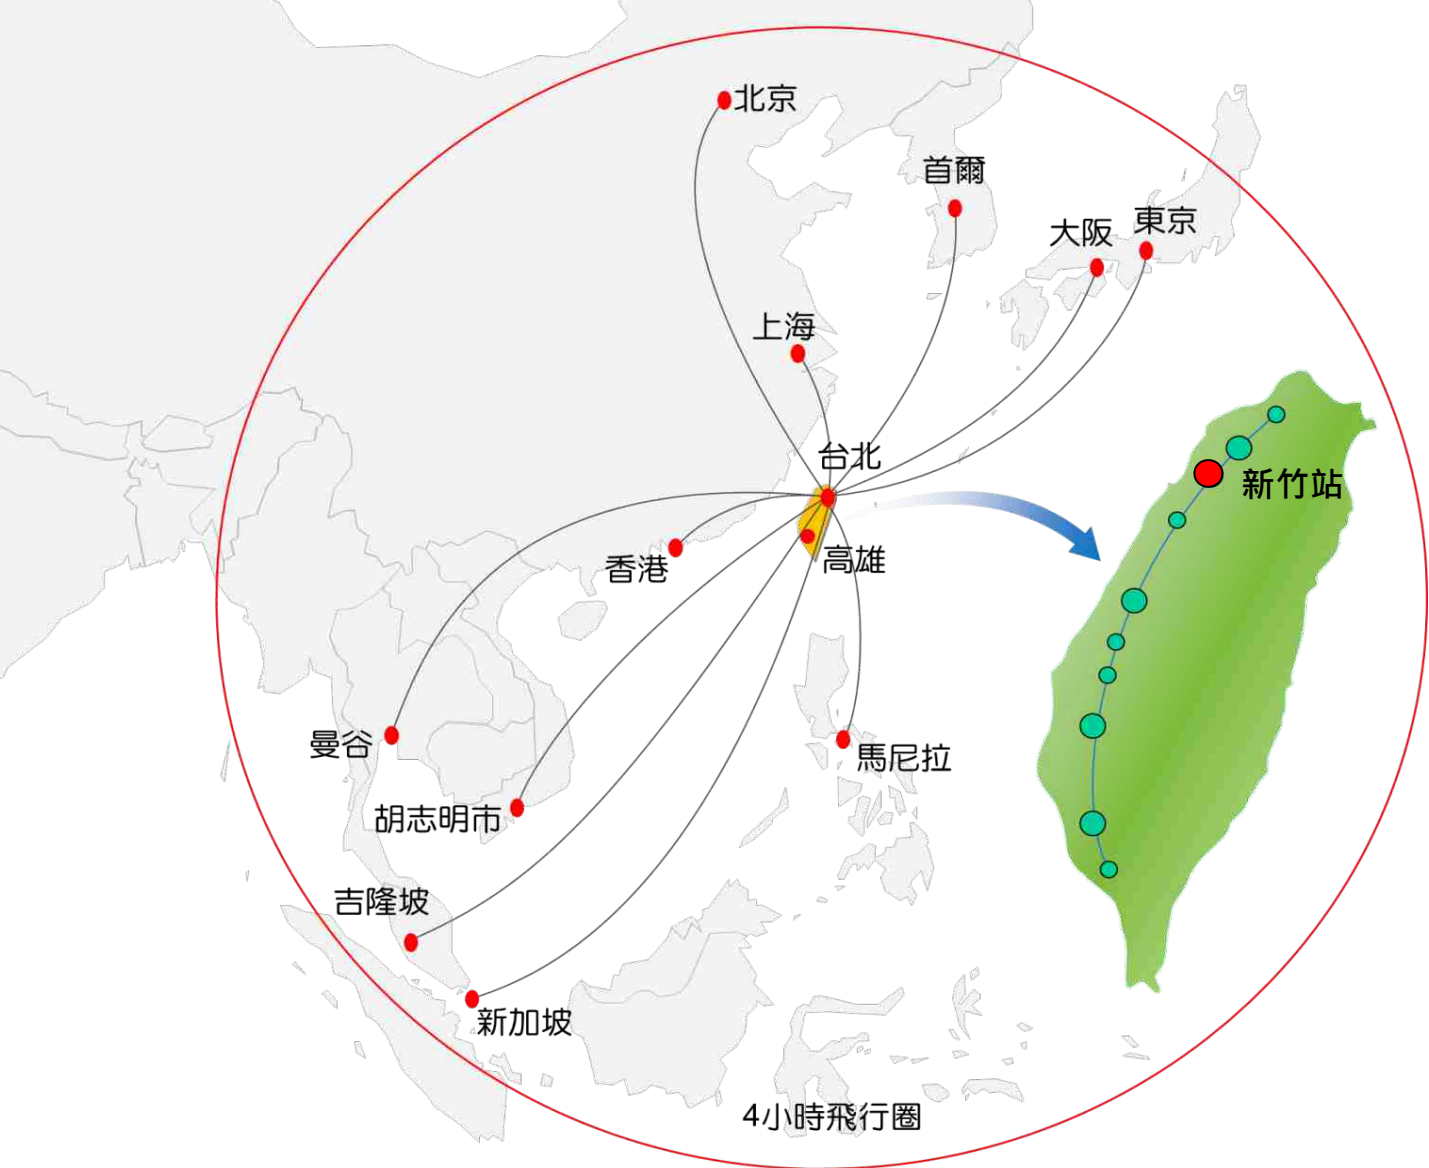 北京
首爾
東京
大阪
上海
台北
新竹站
高雄
香港
曼谷
馬尼拉
胡志明市
吉隆坡
新加坡
4小時飛行圈